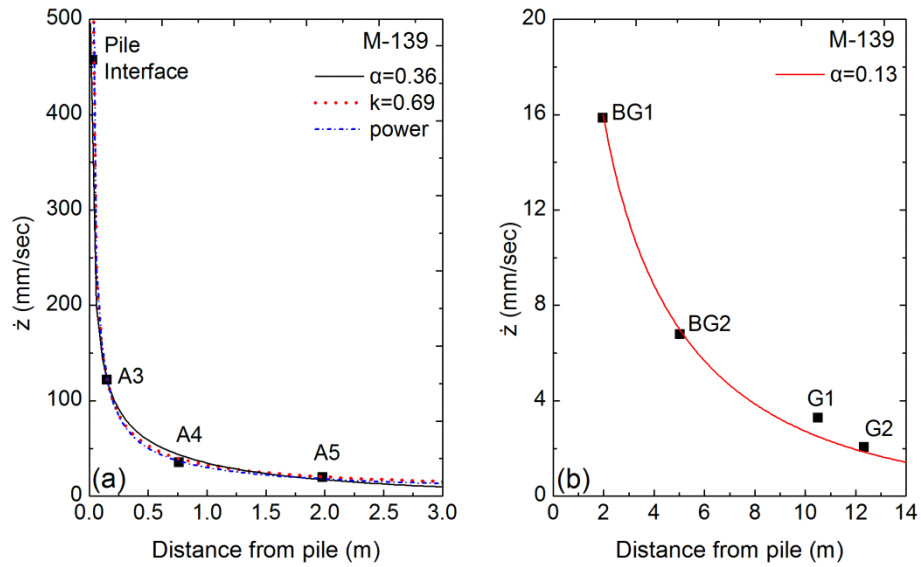 500
400
300
200
100
0
ż (mm/sec)
Pile
Interface
M-139
α=0.36
k=0.69
power
A3
A4
A5
(a)
0.0 0.5 1.0 1.5 2.0 2.5 3.0
Distance from pile (m)
20
16
12
8
4
0
ż (mm/sec)
M-139
α=0.13
BG1
BG2
G1
G2
(b)
0 2 4 6 8 10 12 14
Distance from pile (m)